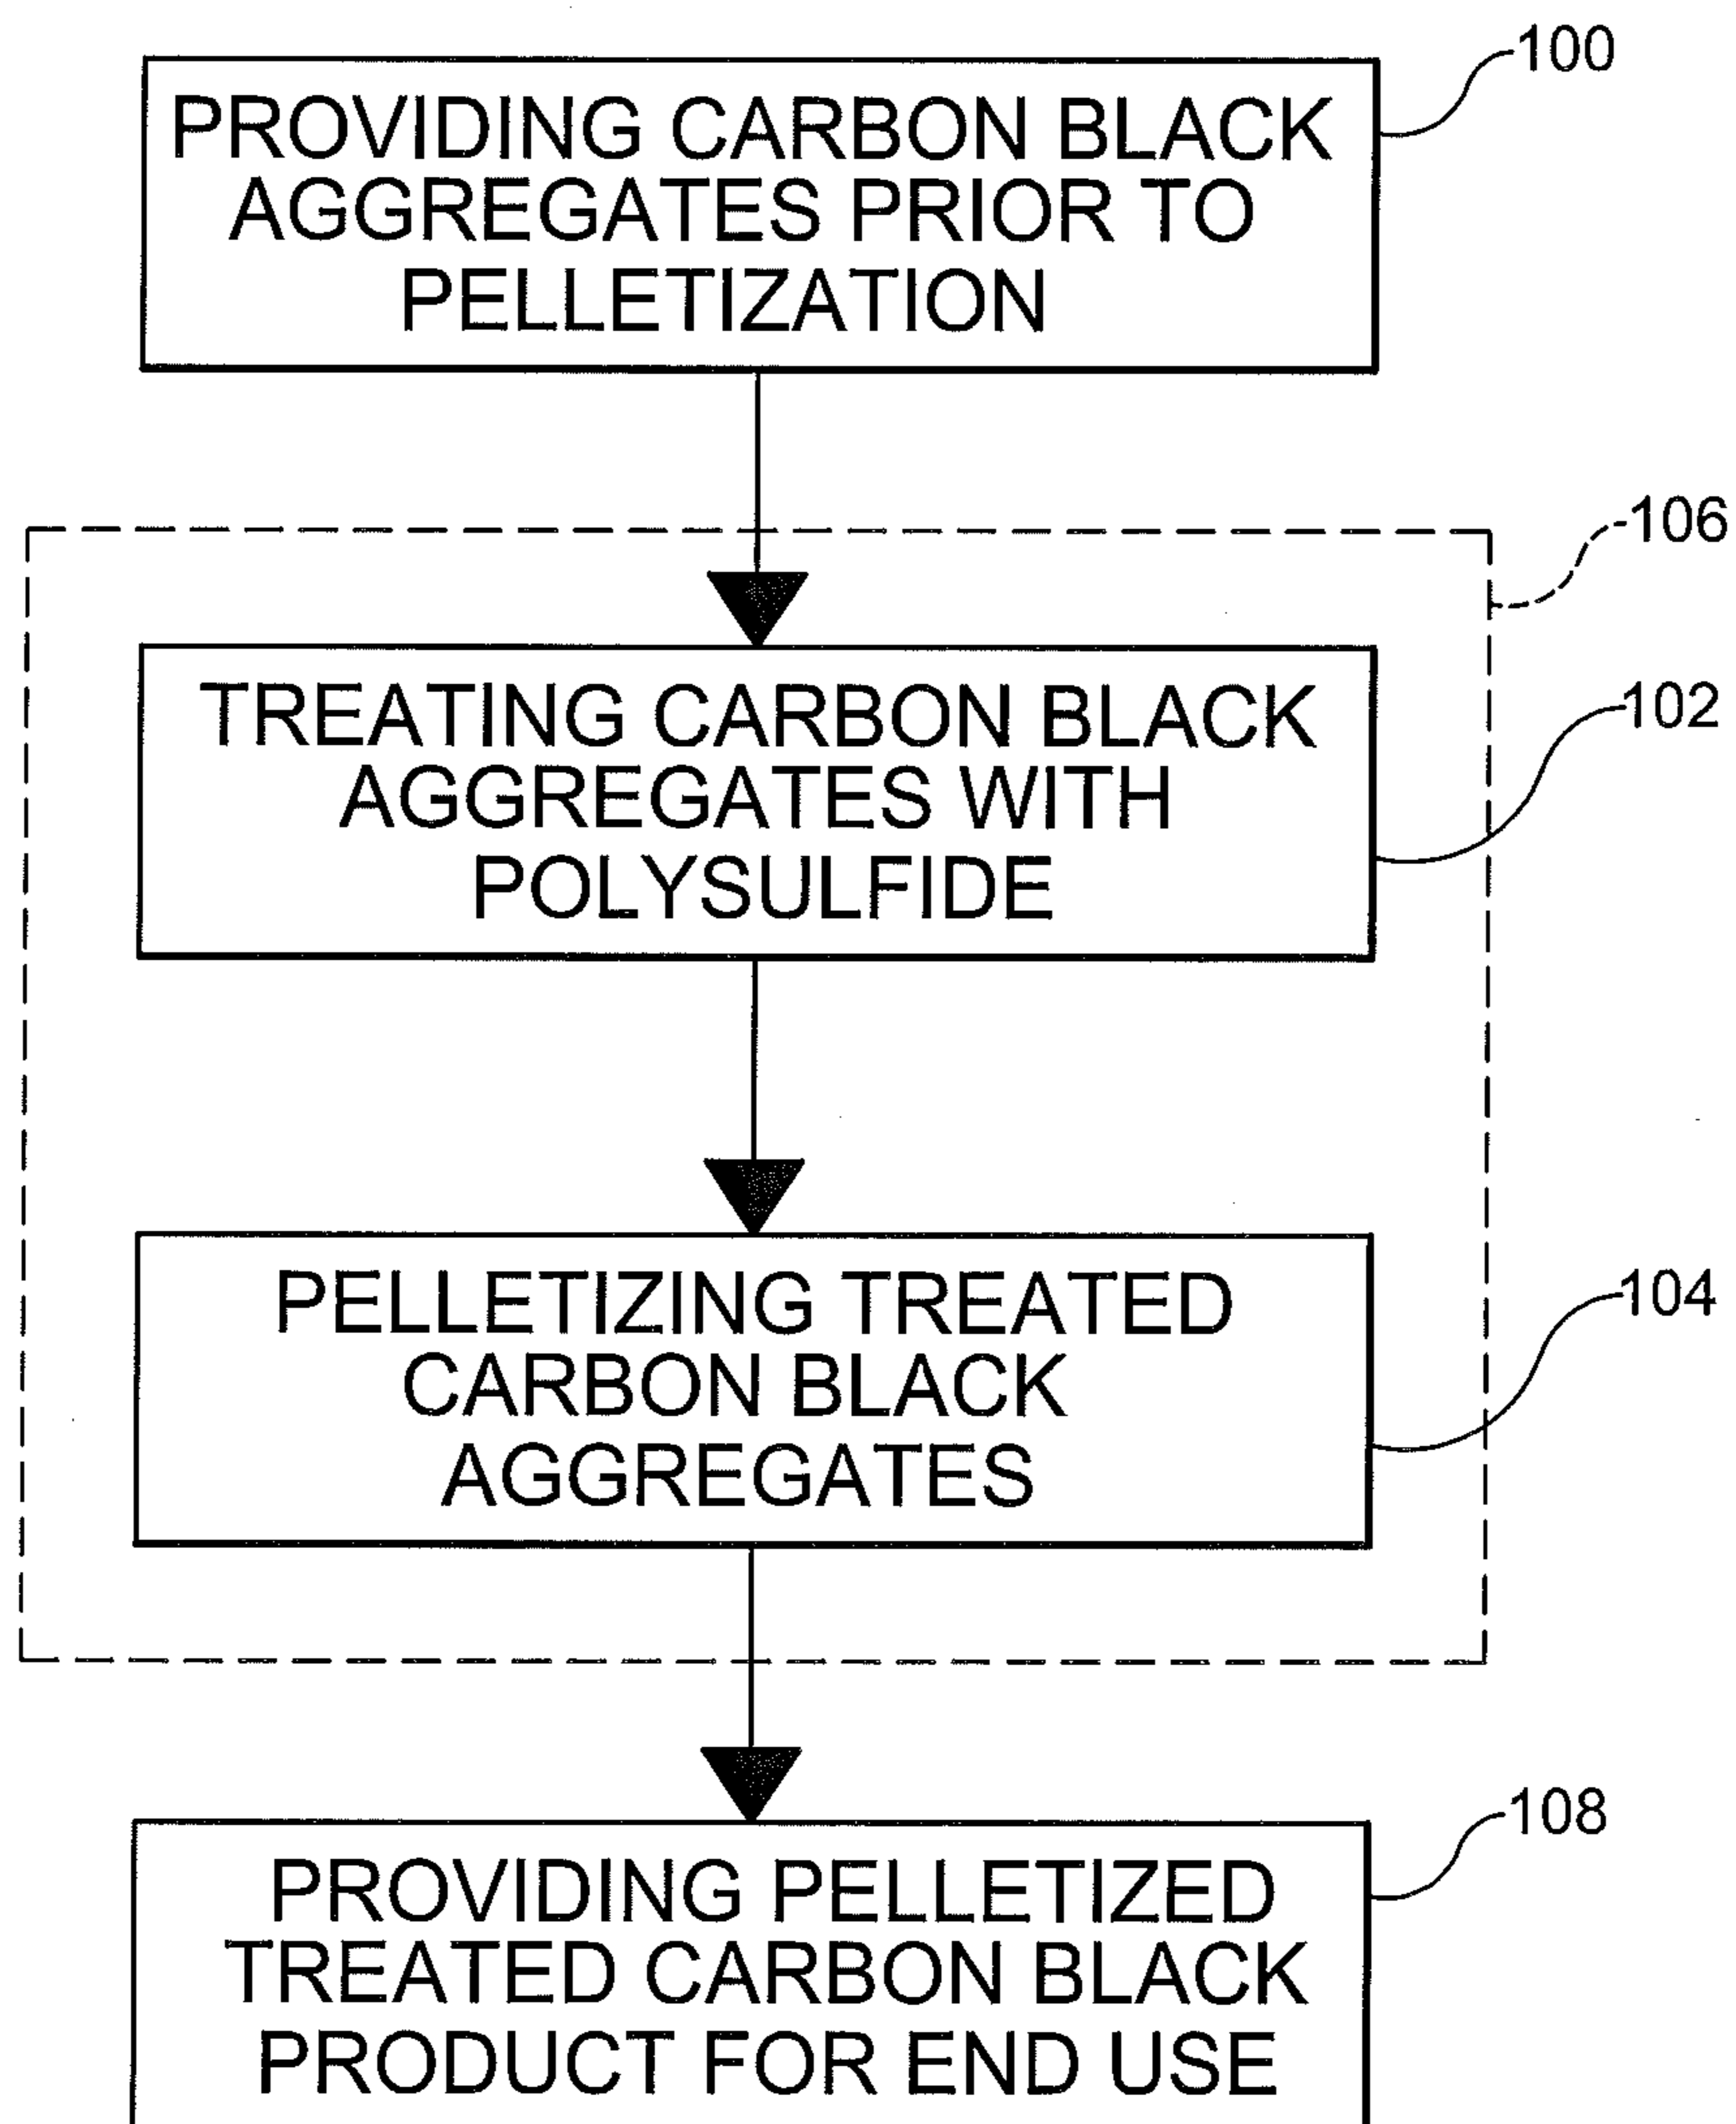 100
PROVIDING CARBON BLACK
AGGREGATES PRIOR TO
PELLETIZATION
106
TREATING CARBON BLACK
AGGREGATES WITH
POLYSULFIDE
102
PELLETIZING TREATED
CARBON BLACK
AGGREGATES
104
108
PROVIDING PELLETIZED
TREATED CARBON BLACK
PRODUCT FOR END USE